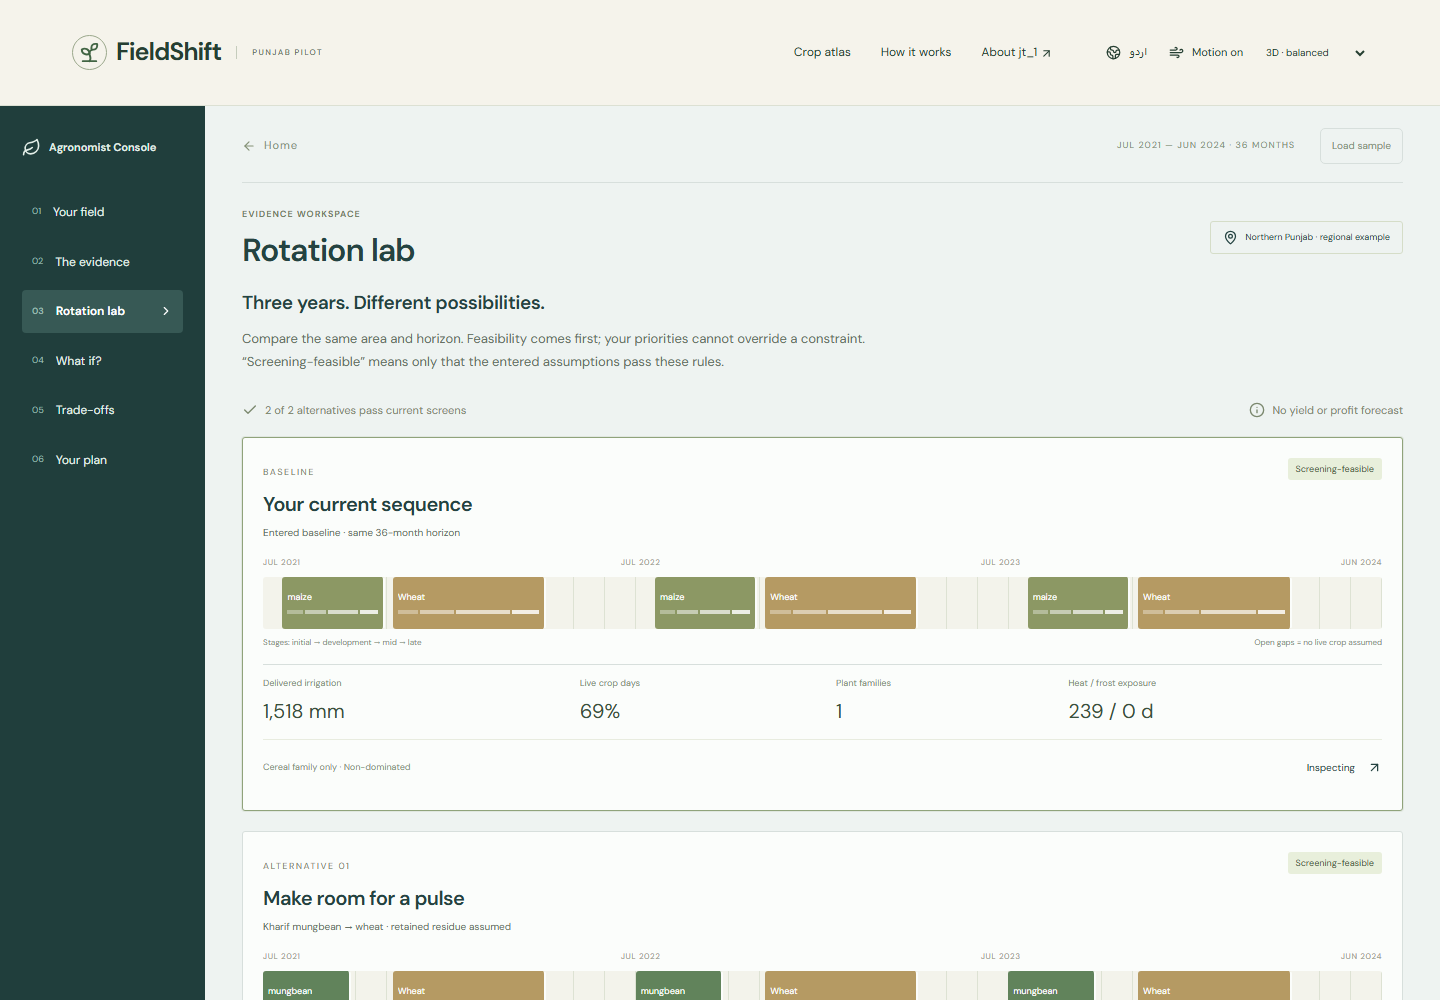 FieldShift
PUNJAB PILOT
Crop atlas
How it works
About jt_1
اردو
Motion on
3D · balanced
Agronomist Console
01 Your field
02 The evidence
03 Rotation lab
04 What if?
05 Trade-offs
06 Your plan
Home
JUL 2021 — JUN 2024 · 36 MONTHS
Load sample
EVIDENCE WORKSPACE
Rotation lab
Northern Punjab · regional example
Three years. Different possibilities.
Compare the same area and horizon. Feasibility comes first; your priorities cannot override a constraint.
“Screening-feasible” means only that the entered assumptions pass these rules.
2 of 2 alternatives pass current screens
No yield or profit forecast
BASELINE
Screening-feasible
Your current sequence
Entered baseline · same 36-month horizon
JUL 2021 JUL 2022 JUL 2023 JUN 2024
maize Wheat maize Wheat maize Wheat
Stages: initial → development → mid → late
Open gaps = no live crop assumed
Delivered irrigation Live crop days Plant families Heat / frost exposure
1,518 mm 69% 1 239 / 0 d
Cereal family only · Non-dominated
Inspecting
ALTERNATIVE 01
Screening-feasible
Make room for a pulse
Kharif mungbean → wheat · retained residue assumed
JUL 2021 JUL 2022 JUL 2023 JUN 2024
mungbean Wheat mungbean Wheat mungbean Wheat